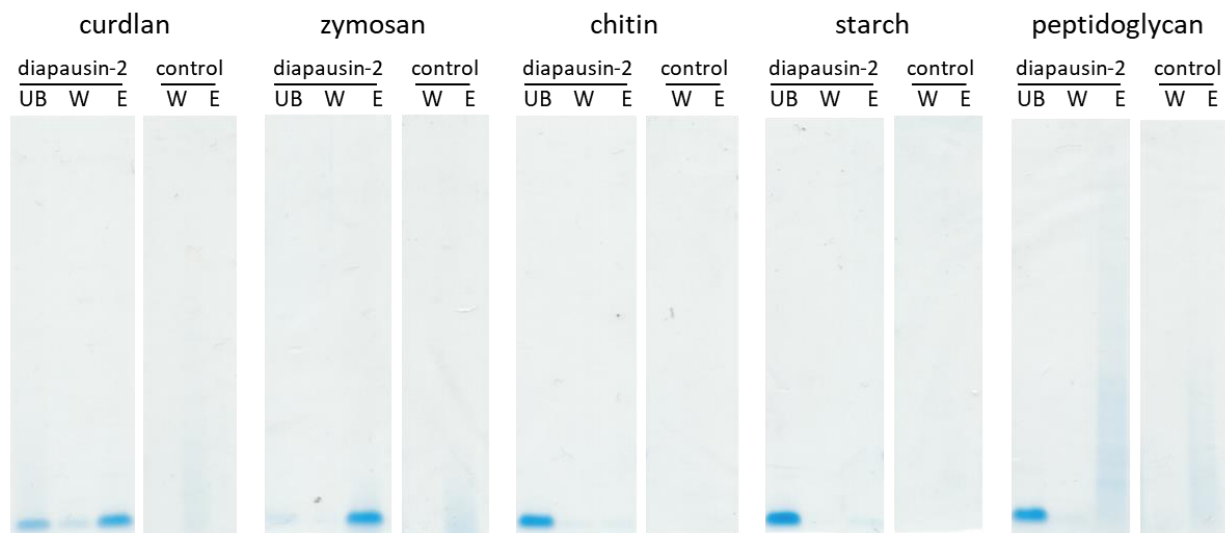 curdlan zymosan chitin starch peptidoglycan
diapausin-2 control diapausin-2 control diapausin-2 control diapausin-2 control diapausin-2 control
UB W E W E UB W E W E UB W E W E UB W E W E UB W E W E